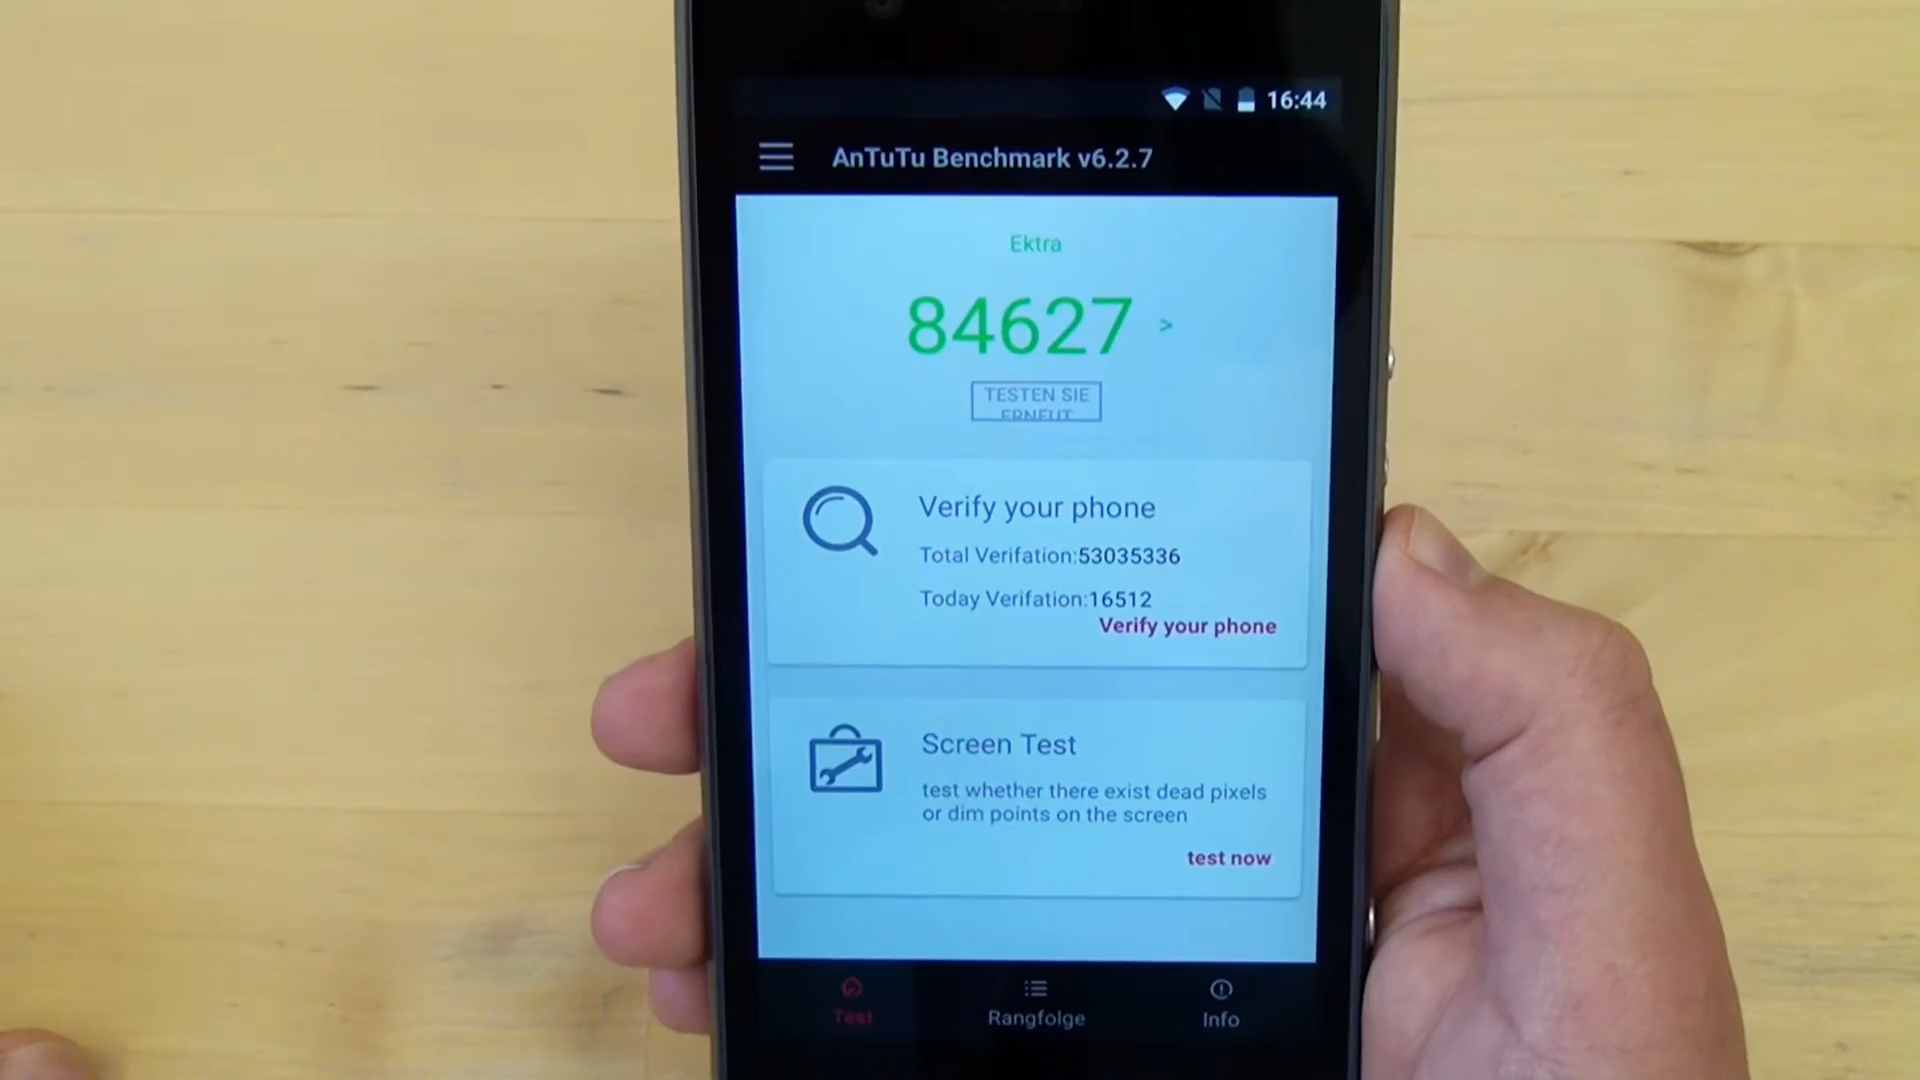 16:44
AnTuTu Benchmark v6.2.7
Ektra
84627 >
TESTEN SIE
ERNEUT
Verify your phone
Total Verifation:53035336
Today Verifation:16512
Verify your phone
Screen Test
test whether there exist dead pixels
or dim points on the screen
test now
Test
Rangfolge
Info